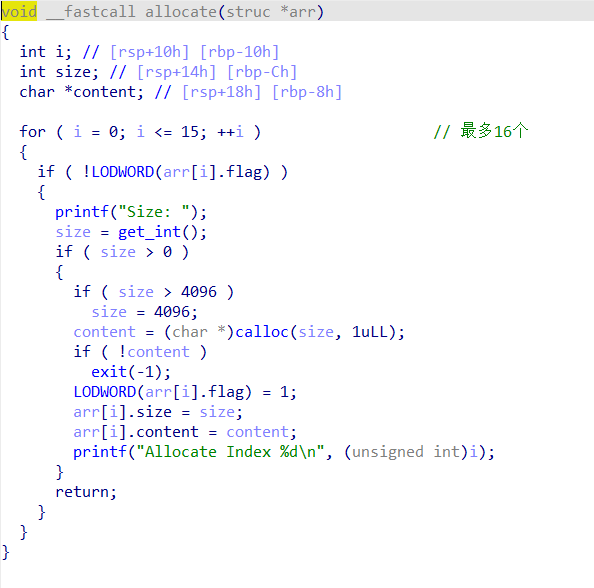 void __fastcall allocate(struc *arr)
{
  int i; // [rsp+10h] [rbp-10h]
  int size; // [rsp+14h] [rbp-Ch]
  char *content; // [rsp+18h] [rbp-8h]

  for ( i = 0; i <= 15; ++i )                 // 最多16个
  {
    if ( !LODWORD(arr[i].flag) )
    {
      printf("Size: ");
      size = get_int();
      if ( size > 0 )
      {
        if ( size > 4096 )
          size = 4096;
        content = (char *)calloc(size, 1uLL);
        if ( !content )
          exit(-1);
        LODWORD(arr[i].flag) = 1;
        arr[i].size = size;
        arr[i].content = content;
        printf("Allocate Index %d\n", (unsigned int)i);
      }
      return;
    }
  }
}